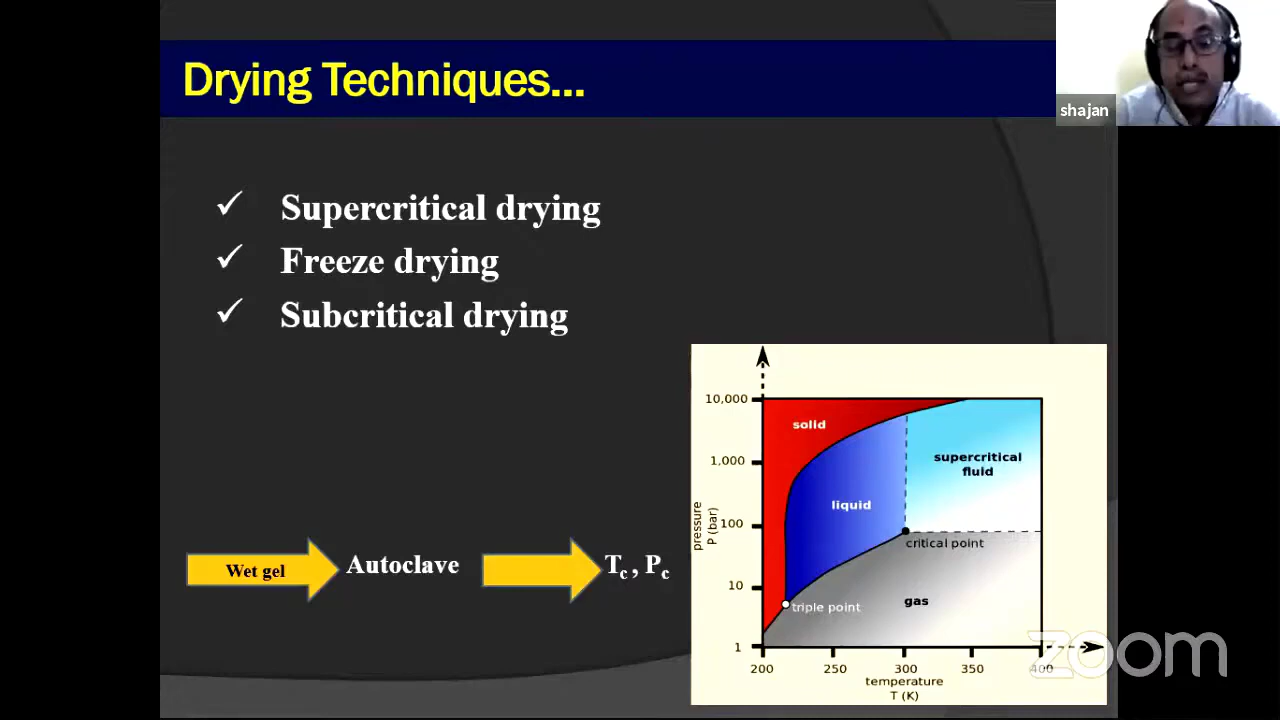 Drying Techniques...
shajan
✓ Supercritical drying
✓ Freeze drying
✓ Subcritical drying
Wet gel
Autoclave
Tc , Pc
10,000
1,000
100
10
1
pressure
P (bar)
solid
liquid
supercritical
fluid
critical point
triple point
gas
200
250
300
350
400
temperature
T (K)
zoom